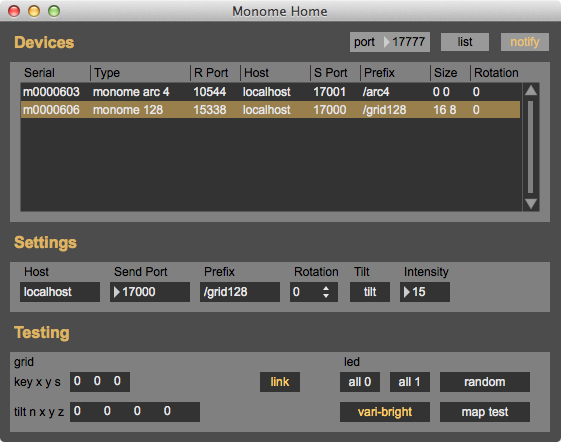 Monome Home
Devices port 17777 list notify
Serial Type R Port Host S Port Prefix Size Rotation
m0000603 monome arc 4 10544 localhost 17001 /arc4 0 0 0
m0000606 monome 128 15338 localhost 17000 /grid128 16 8 0
Settings
Host Send Port Prefix Rotation Tilt Intensity
localhost 17000 /grid128 0 tilt 15
Testing
grid led
key x y s 0 0 0 link all 0 all 1 random
tilt n x y z 0 0 0 0 vari-bright map test